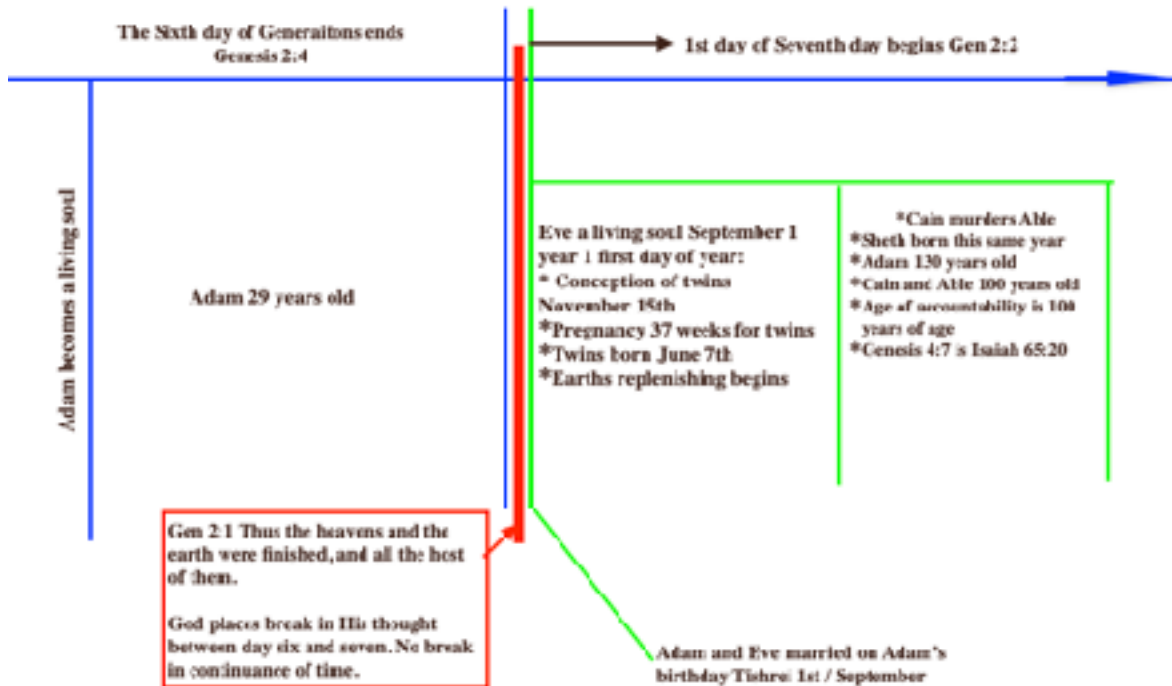 The Sixth day of Generaitons ends
Genesis 2:4
1st day of Seventh day begins Gen 2:2
Adam becomes a living soul
Adam 29 years old
Eve a living soul September 1
year 1 first day of year:
* Conception of twins
November 15th
*Pregnancy 37 weeks for twins
*Twins born June 7th
*Earths replenishing begins
*Cain murders Able
*Sheth born this same year
*Adam 130 years old
*Cain and Able 100 years old
*Age of accountability is 100
years of age
*Genesis 4:7 is Isaiah 65:20
Gen 2:1 Thus the heavens and the
earth were finished, and all the host
of them.
God places break in His thought
between day six and seven. No break
in continuance of time.
Adam and Eve married on Adam's
birthday Tishrei 1st / September